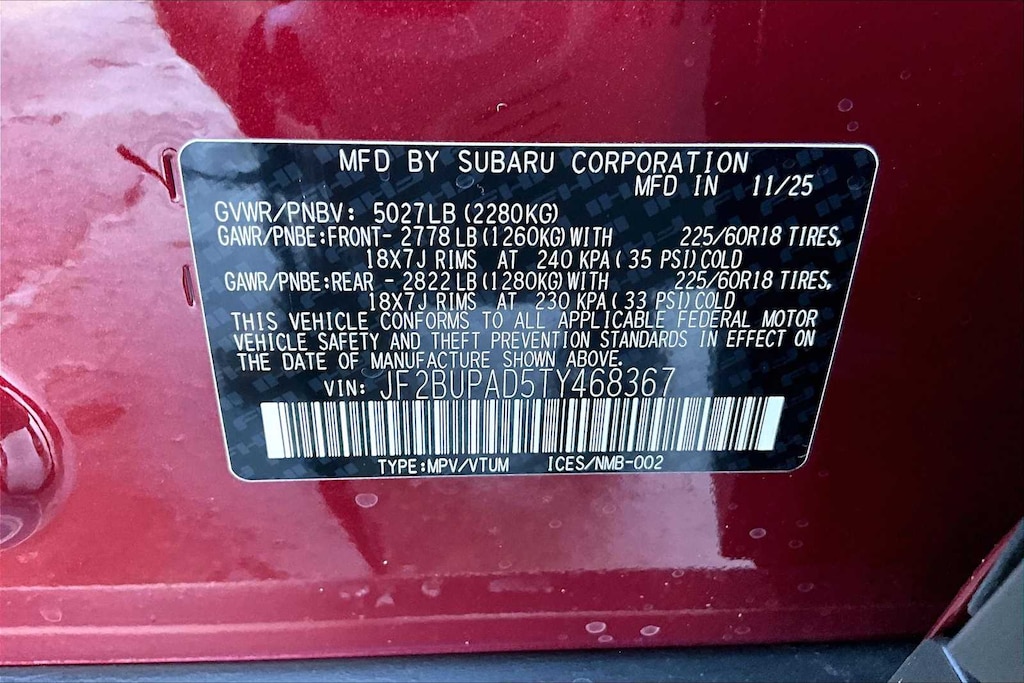 MFD BY SUBARU CORPORATION
MFD IN 11/25
GVWR/PNBV: 5027LB (2280KG)
GAWR/PNBE:FRONT- 2778 LB (1260KG) WITH 225/60R18 TIRES,
18X7J RIMS AT 240 KPA ( 35 PSI) COLD
GAWR/PNBE:REAR - 2822 LB (1280KG) WITH 225/60R18 TIRES,
18X7J RIMS AT 230 KPA ( 33 PSI) COLD
THIS VEHICLE CONFORMS TO ALL APPLICABLE FEDERAL MOTOR
VEHICLE SAFETY AND THEFT PREVENTION STANDARDS IN EFFECT ON
THE DATE OF MANUFACTURE SHOWN ABOVE.
VIN: JF2BUPAD5TY468367
TYPE:MPV/VTUM ICES/NMB-002